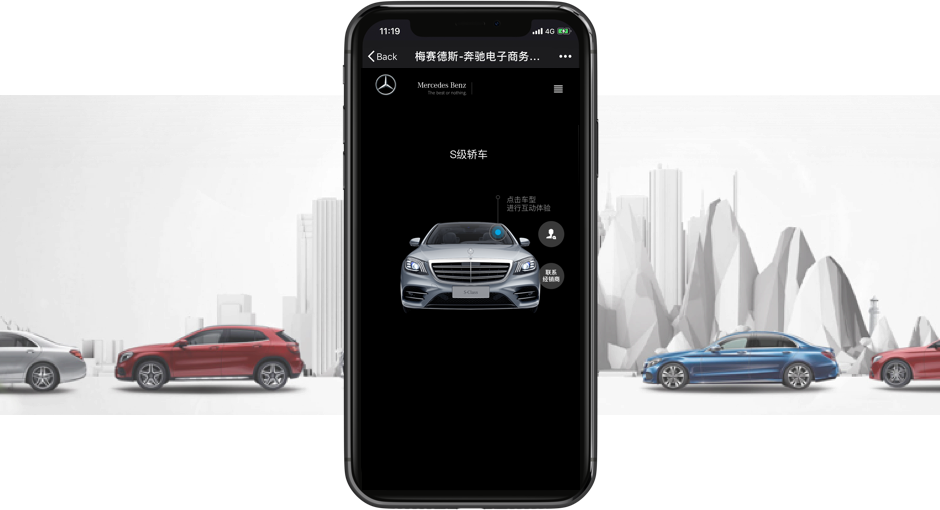 11:19
4G
Back
梅赛德斯-奔驰电子商务...
Mercedes Benz
The best or nothing
S级轿车
点击车型
进行互动体验
联系
经销商
S-Class